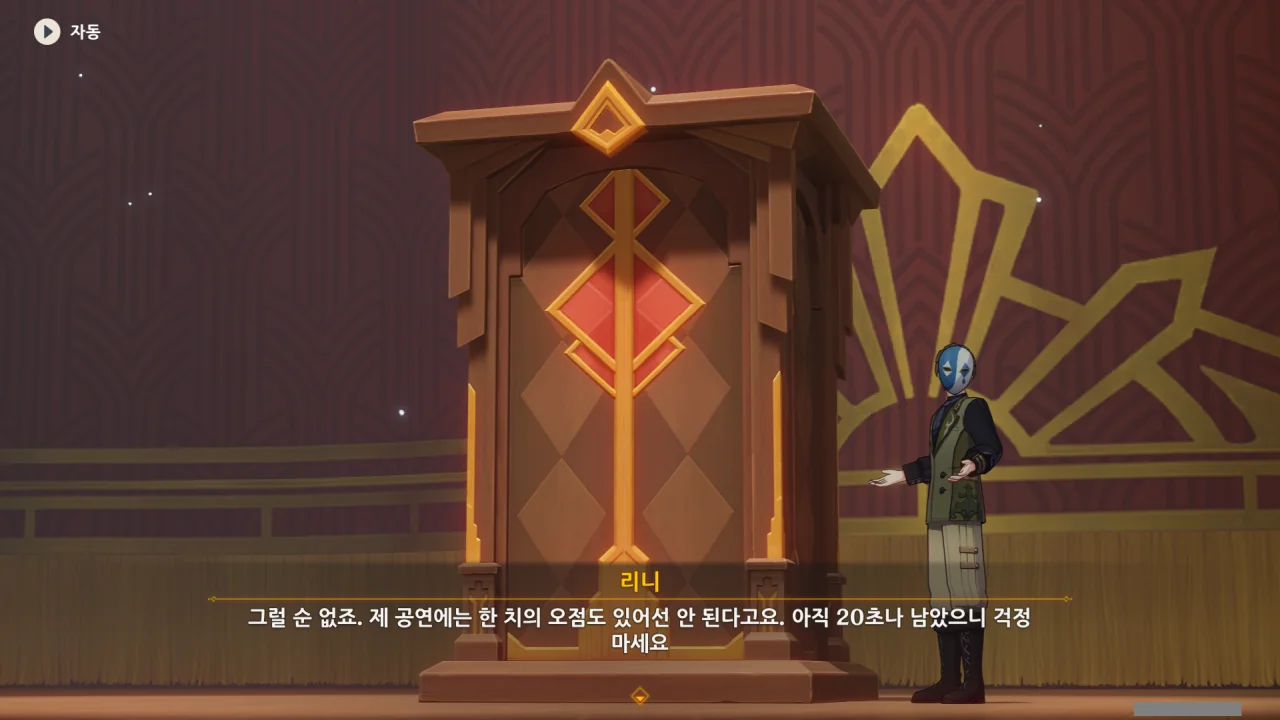 자동
리니
그럴 순 없죠. 제 공연에는 한 치의 오점도 있어선 안 된다고요. 아직 20초나 남았으니 걱정
마세요